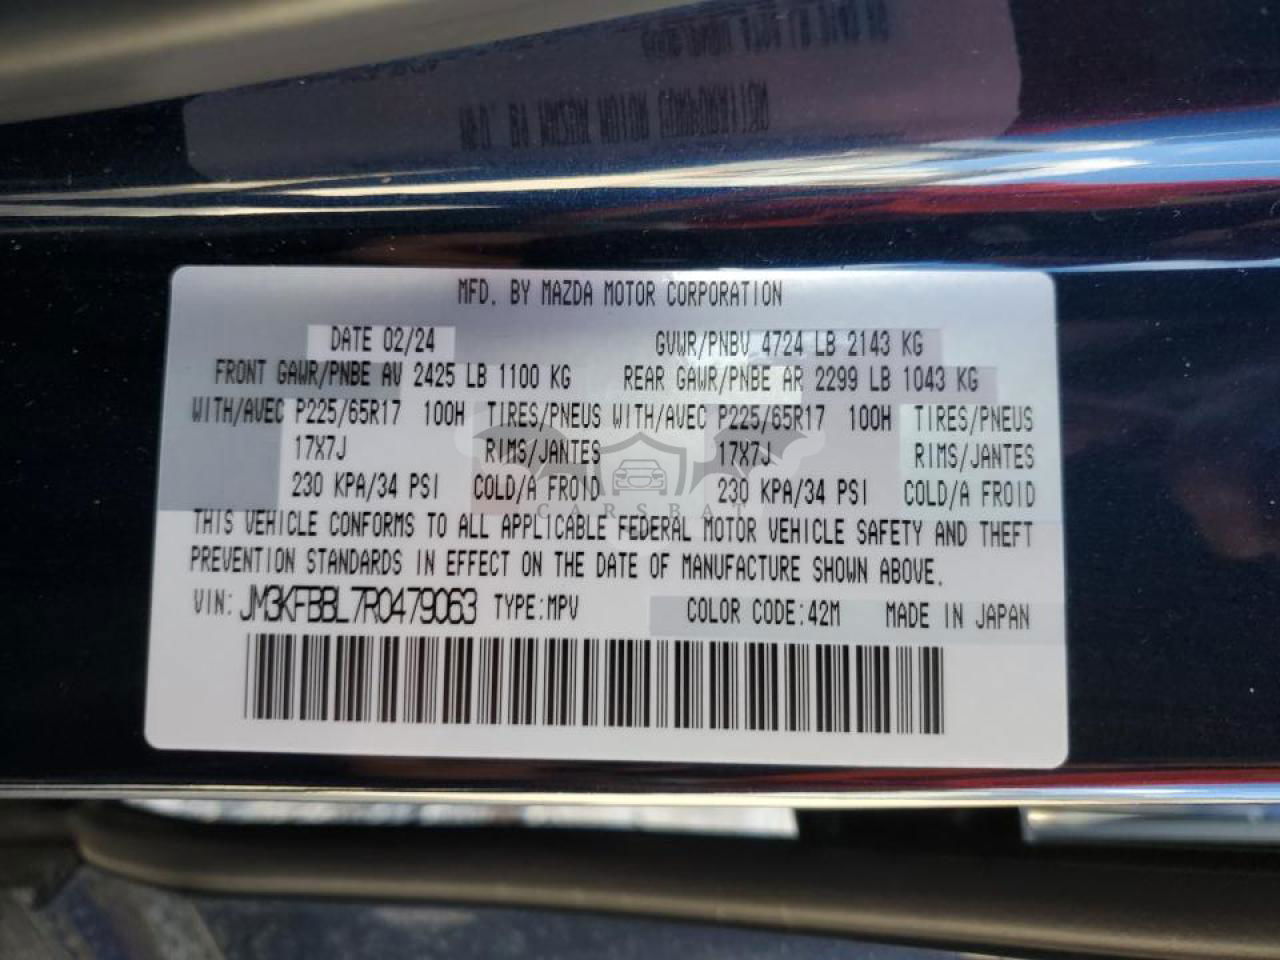 MFD. BY MAZDA MOTOR CORPORATION
DATE 02/24 GVWR/PNBV 4724 LB 2143 KG
FRONT GAWR/PNBE AV 2425 LB 1100 KG REAR GAWR/PNBE AR 2299 LB 1043 KG
WITH/AVEC P225/65R17 100H TIRES/PNEUS WITH/AVEC P225/65R17 100H TIRES/PNEUS
17X7J RIMS/JANTES 17X7J RIMS/JANTES
230 KPA/34 PSI COLD/A FROID 230 KPA/34 PSI COLD/A FROID
CARSBAT
THIS VEHICLE CONFORMS TO ALL APPLICABLE FEDERAL MOTOR VEHICLE SAFETY AND THEFT
PREVENTION STANDARDS IN EFFECT ON THE DATE OF MANUFACTURE SHOWN ABOVE.
VIN: JM3KFBBL7R0479063 TYPE:MPV COLOR CODE:42M MADE IN JAPAN